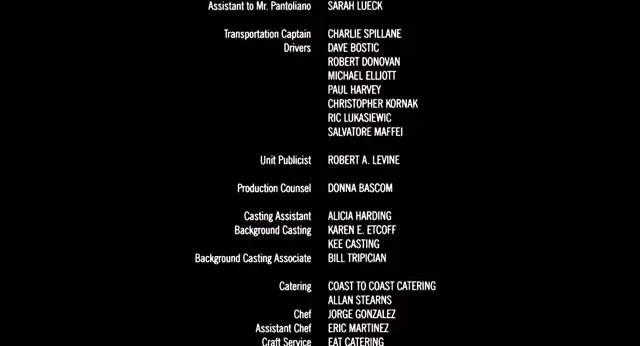 Assistant to Mr. Pantoliano SARAH LUECK
Transportation Captain CHARLIE SPILLANE
Drivers DAVE BOSTIC
ROBERT DONOVAN
MICHAEL ELLIOTT
PAUL HARVEY
CHRISTOPHER KORNAK
RIC LUKASIEWIC
SALVATORE MAFFEI
Unit Publicist ROBERT A. LEVINE
Production Counsel DONNA BASCOM
Casting Assistant ALICIA HARDING
Background Casting KAREN E. ETCOFF
KEE CASTING
Background Casting Associate BILL TRIPICIAN
Catering COAST TO COAST CATERING
ALLAN STEARNS
Chef JORGE GONZALEZ
Assistant Chef ERIC MARTINEZ
Craft Service EAT CATERING